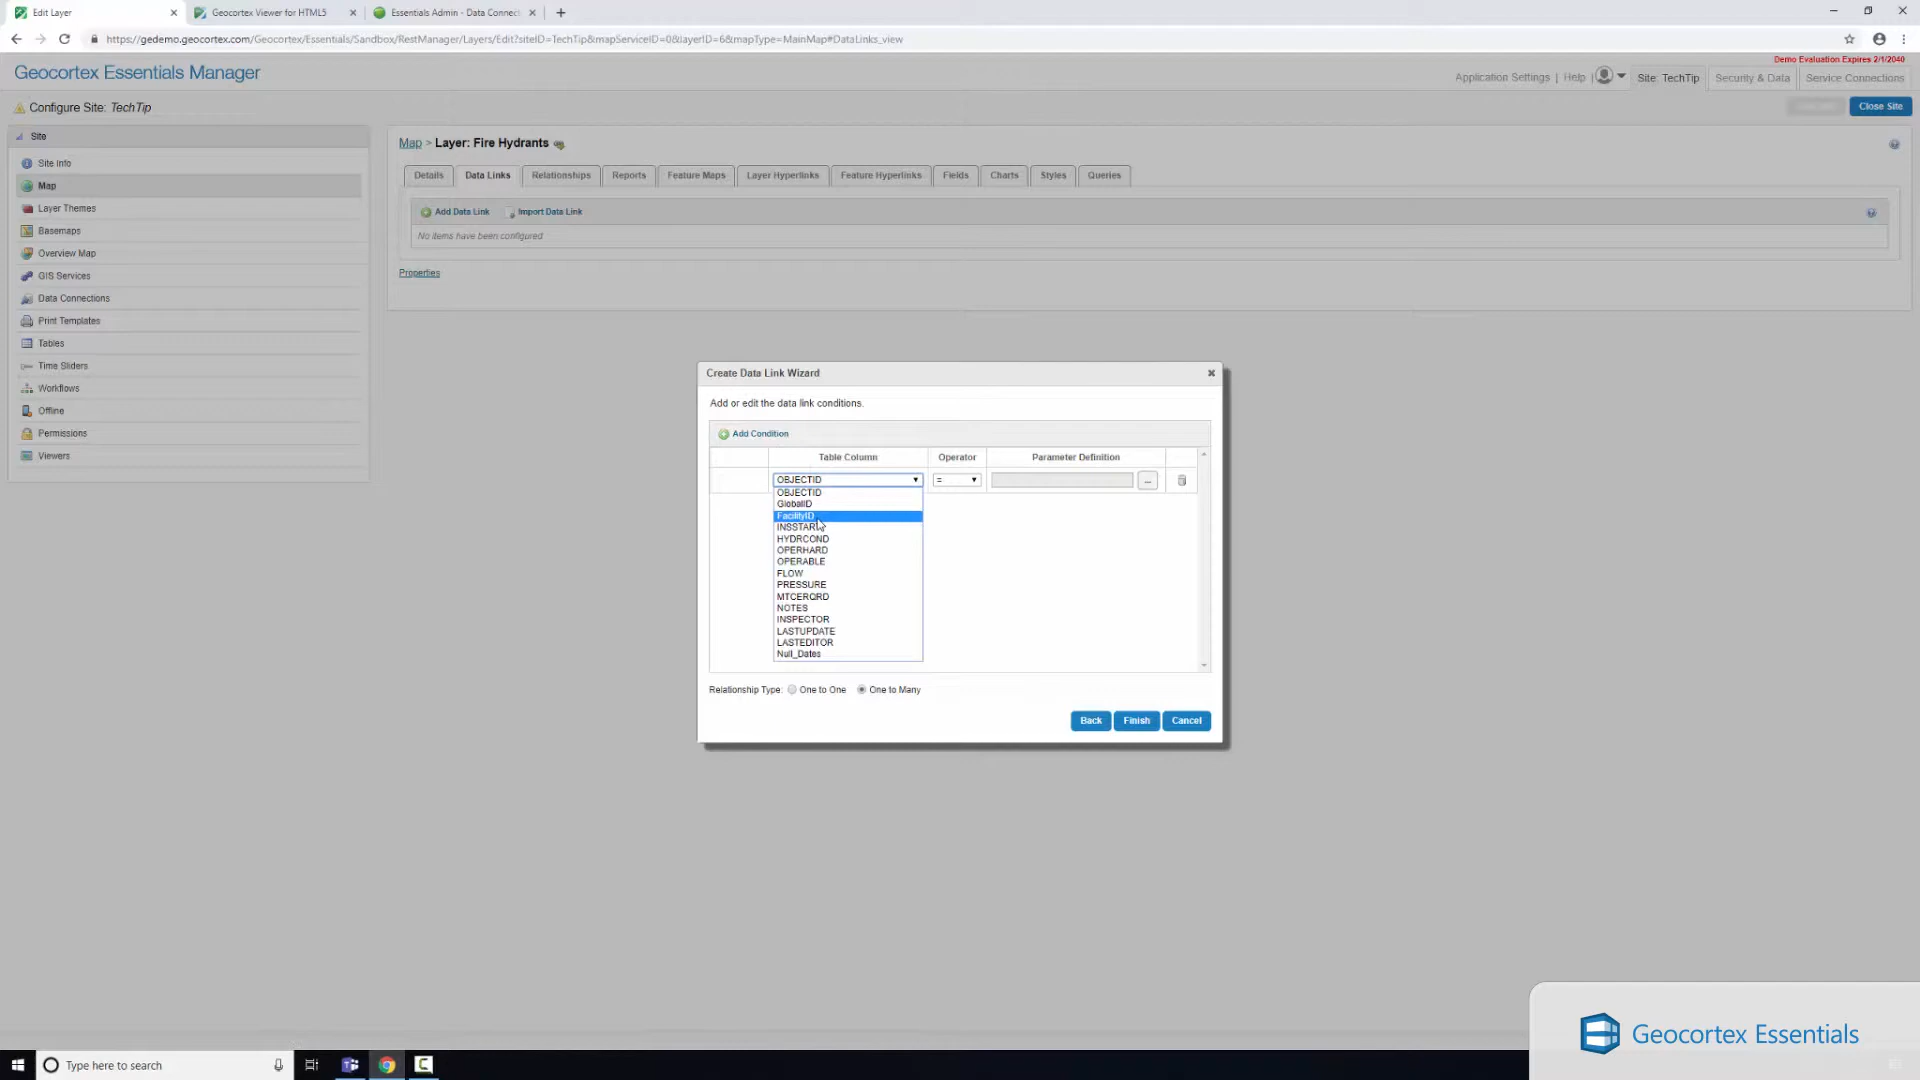 Edit Layer
Geocortex Viewer for HTML5
Essentials Admin - Data Connect
https://gedemo.geocortex.com/Geocortex/Essentials/Sandbox/RestManager/Layers/Edit?siteID=TechTip&mapServiceID=0&layerID=6&mapType=MainMap#DataLinks_view
Demo Evaluation Expires 2/1/2040
Geocortex Essentials Manager
Application Settings | Help |
Site: TechTip
Security & Data
Service Connections
Configure Site: TechTip
Close Site
Site
Site Info
Map
Layer Themes
Basemaps
Overview Map
GIS Services
Data Connections
Print Templates
Tables
Time Sliders
Workflows
Offline
Permissions
Viewers
Map > Layer: Fire Hydrants
Details
Data Links
Relationships
Reports
Feature Maps
Layer Hyperlinks
Feature Hyperlinks
Fields
Charts
Styles
Queries
Add Data Link
Import Data Link
No items have been configured
Properties
Create Data Link Wizard
Add or edit the data link conditions.
Add Condition
Table Column
Operator
Parameter Definition
OBJECTID
=
...
OBJECTID
GlobalID
FacilityID
INSSTAR
HYDRCOND
OPERHARD
OPERABLE
FLOW
PRESSURE
MTCERQRD
NOTES
INSPECTOR
LASTUPDATE
LASTEDITOR
Null_Dates
Relationship Type: One to One One to Many
Back
Finish
Cancel
Geocortex Essentials
Type here to search